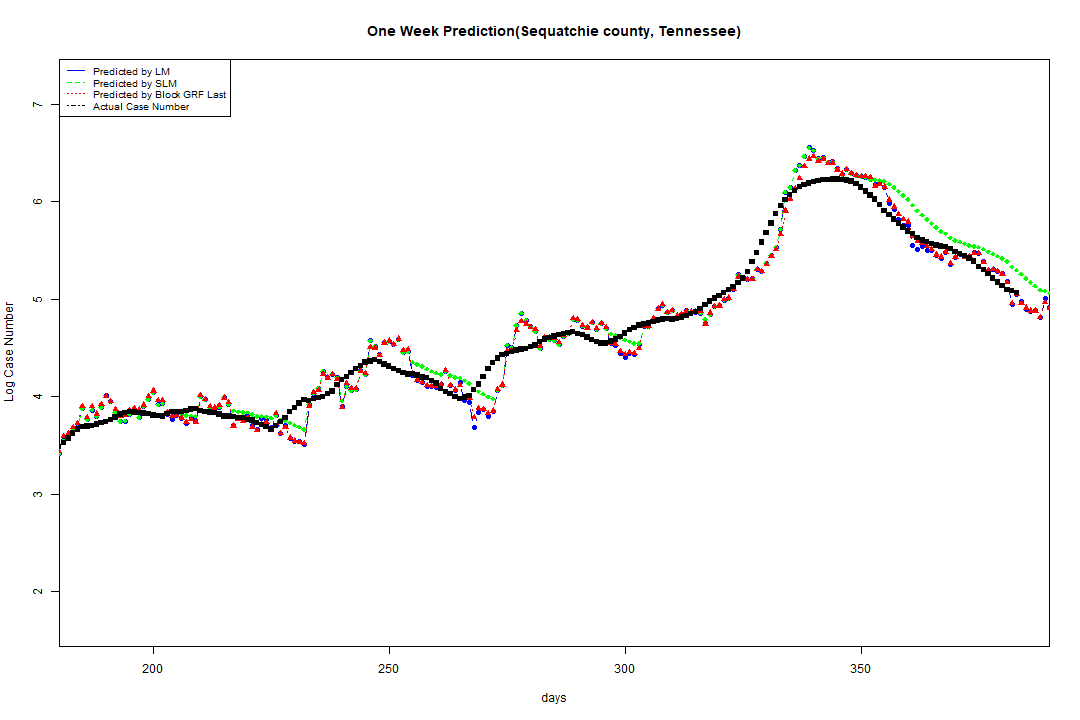 One Week Prediction(Sequatchie county, Tennessee)
Predicted by LM
Predicted by SLM
Predicted by Block GRF Last
Actual Case Number
7
6
5
4
3
2
Log Case Number
200 250 300 350
days